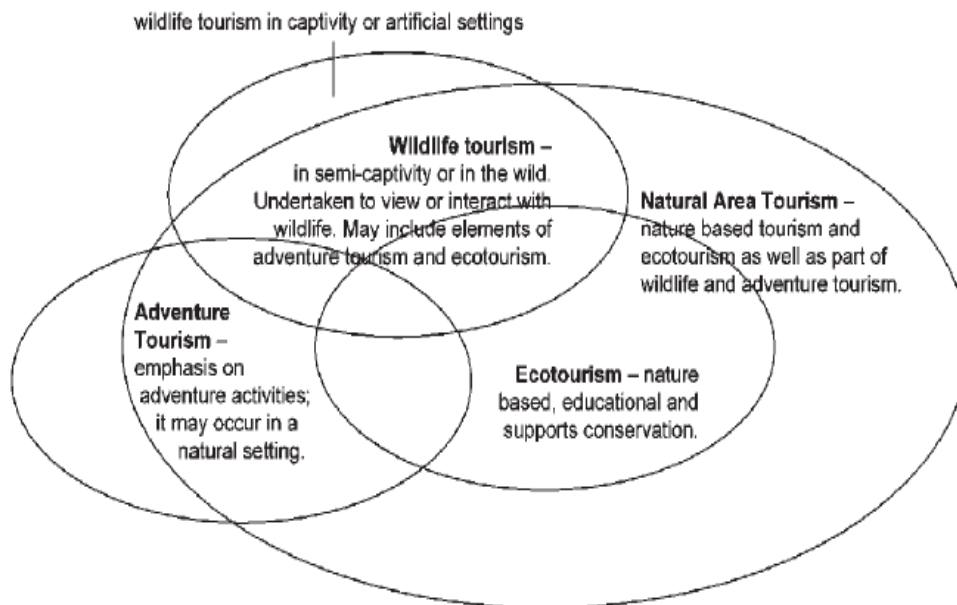 wildlife tourism in captivity or artificial settings
Wildlife tourism –
in semi-captivity or in the wild.
Undertaken to view or interact with
wildlife. May include elements of
adventure tourism and ecotourism.
Natural Area Tourism –
nature based tourism and
ecotourism as well as part of
wildlife and adventure tourism.
Adventure
Tourism –
emphasis on
adventure activities;
it may occur in a
natural setting.
Ecotourism – nature
based, educational and
supports conservation.